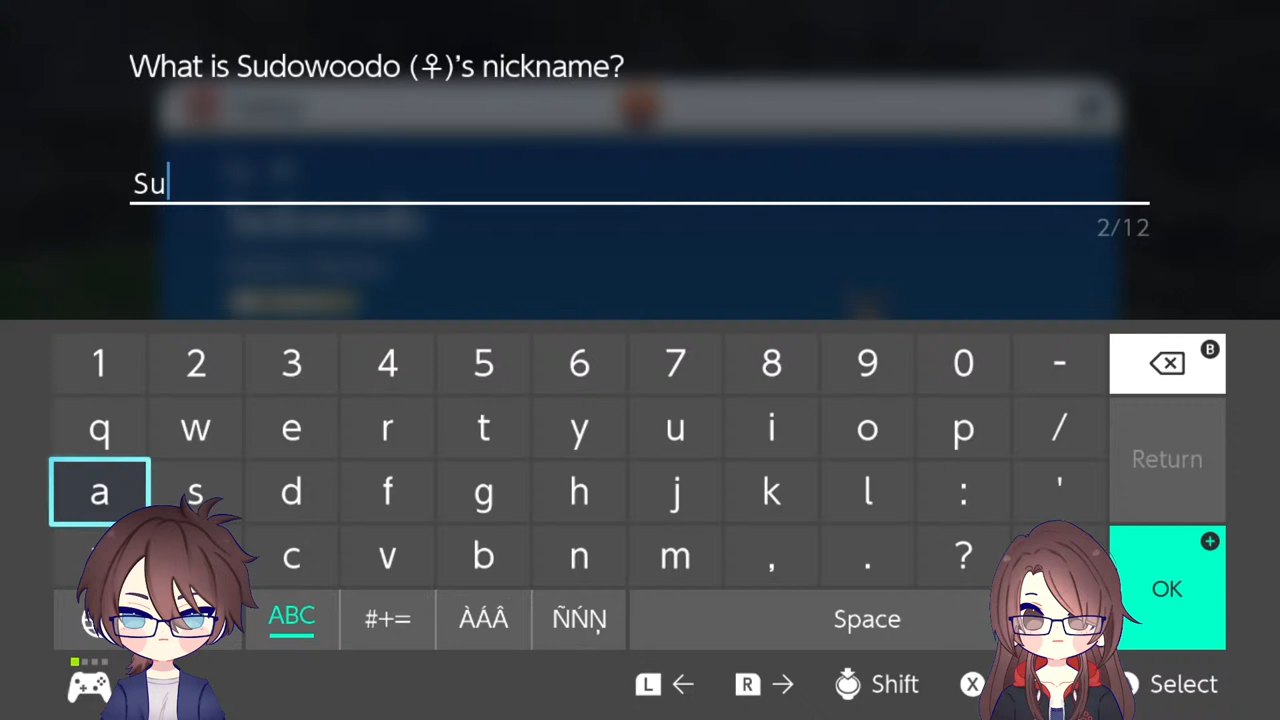 What is Sudowoodo (♀)'s nickname?
Su
2/12
1 2 3 4 5 6 7 8 9 0 - B
q w e r t y u i o p /
Return
a s d f g h j k l : '
c v b n m , . ? +
OK
ABC #+= ÀÁÂ ÑŃŅ Space
L ← R → Shift X Select